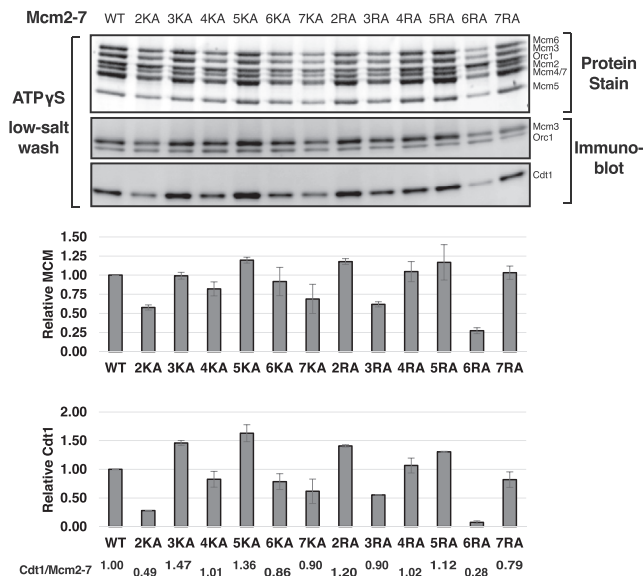 Mcm2-7 WT 2KA 3KA 4KA 5KA 6KA 7KA 2RA 3RA 4RA 5RA 6RA 7RA
ATPγS
low-salt
wash
Mcm6
Mcm3
Orc1
Mcm2
Mcm4/7
Mcm5
Protein
Stain
Mcm3
Orc1
Cdt1
Immuno-
blot
Relative MCM
1.50
1.25
1.00
0.75
0.50
0.25
0.00
WT 2KA 3KA 4KA 5KA 6KA 7KA 2RA 3RA 4RA 5RA 6RA 7RA
Relative Cdt1
2.00
1.50
1.00
0.50
0.00
WT 2KA 3KA 4KA 5KA 6KA 7KA 2RA 3RA 4RA 5RA 6RA 7RA
Cdt1/Mcm2-7 1.00 0.49 1.47 1.01 1.36 0.86 0.90 1.20 0.90 1.02 1.12 0.28 0.79